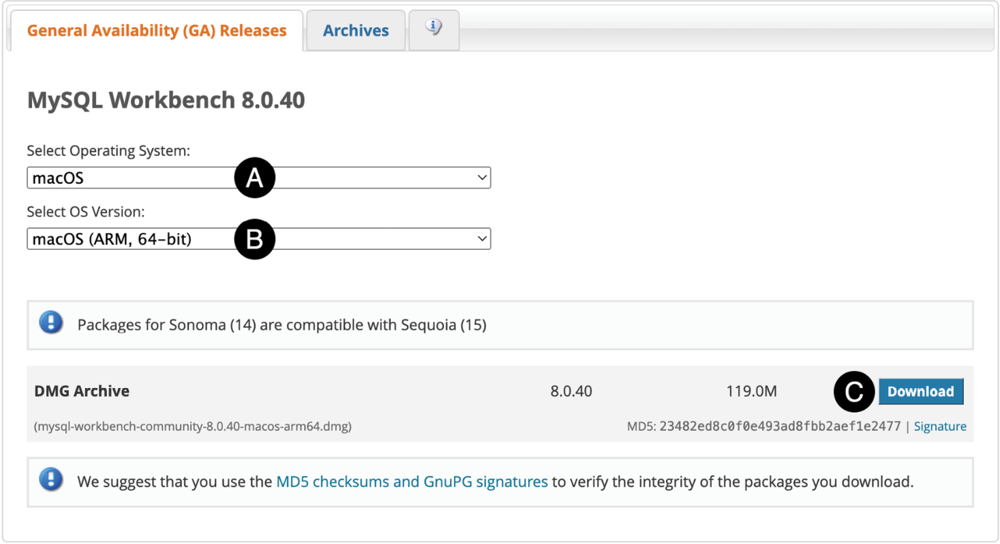 General Availability (GA) Releases
Archives
i
MySQL Workbench 8.0.40
Select Operating System:
macOS
A
Select OS Version:
macOS (ARM, 64-bit)
B
Packages for Sonoma (14) are compatible with Sequoia (15)
DMG Archive 8.0.40 119.0M C Download
(mysql-workbench-community-8.0.40-macos-arm64.dmg) MD5: 23482ed8c0f0e493ad8fbb2aef1e2477 | Signature
We suggest that you use the MD5 checksums and GnuPG signatures to verify the integrity of the packages you download.